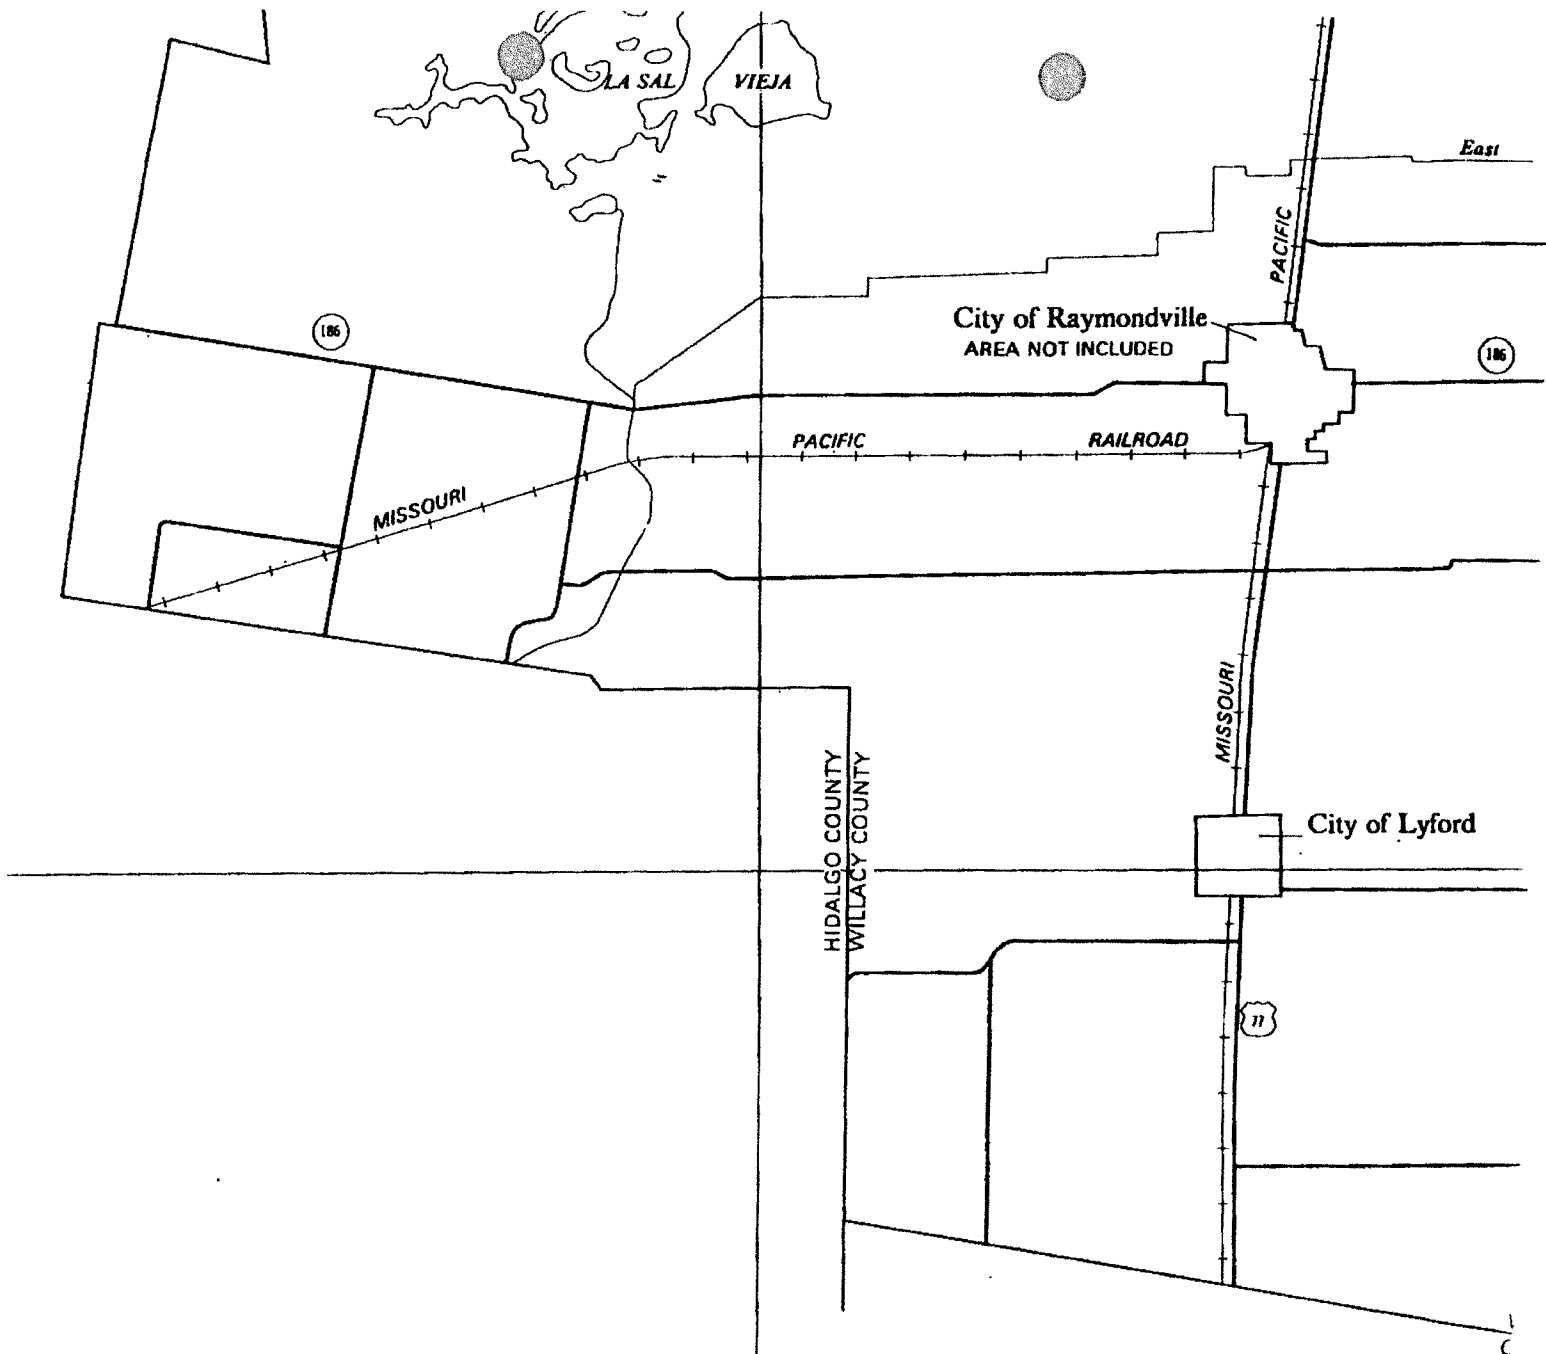 LA SAL VIEJA
East
PACIFIC
186
City of Raymondville
AREA NOT INCLUDED
186
PACIFIC RAILROAD
MISSOURI
MISSOURI
HIDALGO COUNTY
WILLACY COUNTY
City of Lyford
77